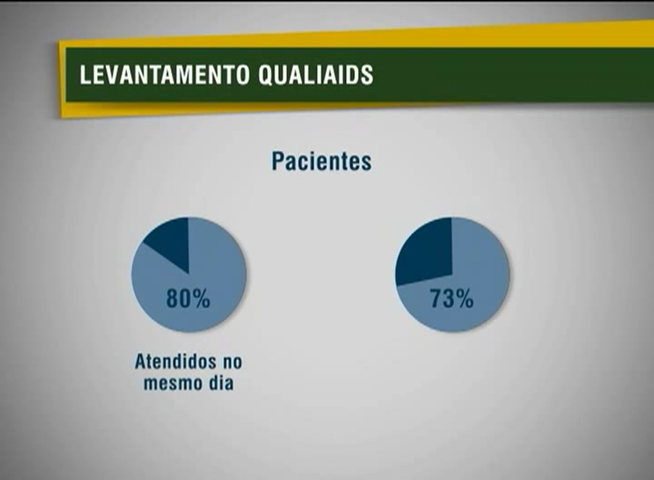 LEVANTAMENTO QUALIAIDS
Pacientes
80%
73%
Atendidos no
mesmo dia